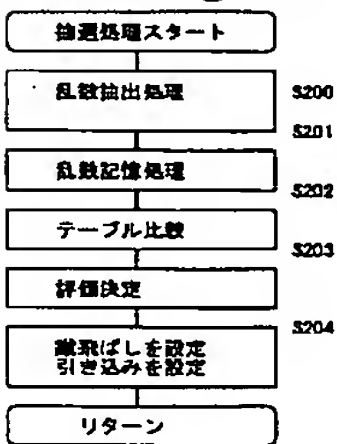 抽選処理スタート
乱数抽出処理
S200
S201
乱数記憶処理
S202
テーブル比較
S203
評価決定
S204
蹴飛ばしを設定
引き込みを設定
リターン